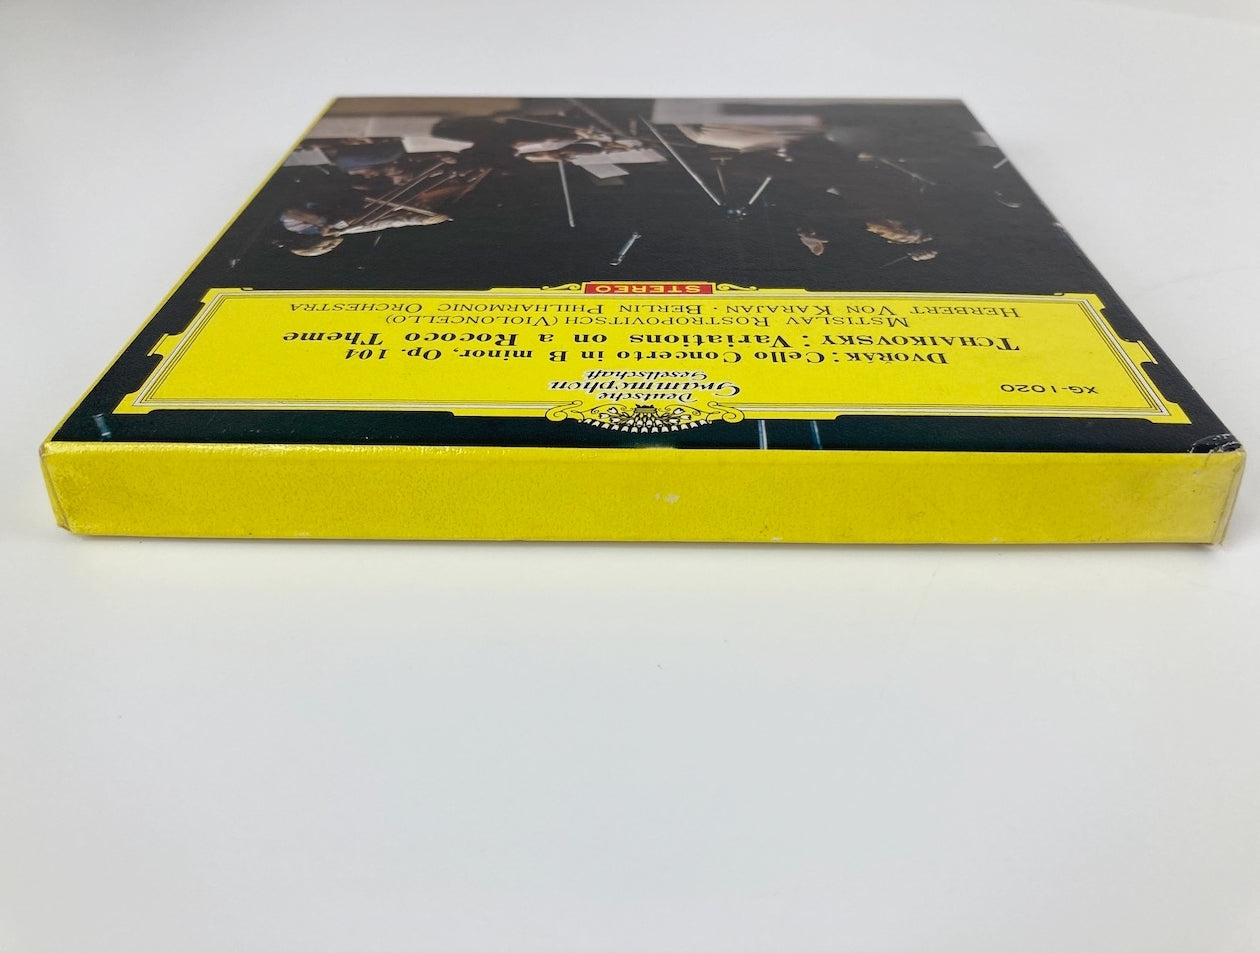 Deutsche
Grammophon
Gesellschaft
XG-1020
DVOŘÁK: Cello Concerto in B minor, Op. 104
TCHAIKOVSKY: Variations on a Rococo Theme
MSTISLAV ROSTROPOVITSCH (VIOLONCELLO)
HERBERT VON KARAJAN · BERLIN PHILHARMONIC ORCHESTRA
STEREO